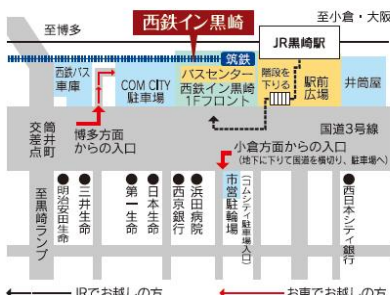 西鉄イン黒崎
至小倉・大阪
至博多
JR黒崎駅
筑鉄
西鉄バス
車庫
COM CITY
駐車場
バスセンター
西鉄イン黒崎
1Fフロント
階段を
下りる
駅前
広場
井筒屋
筒井町
交差点
博多方面
からの入口
国道3号線
小倉方面からの入口
(地下に下りて国道を横切り、駐車場へ)
至黒崎ランプ
明治安田生命
三井生命
第一生命
日本生命
西京銀行
浜田病院
市営駐輪場
(コムシティ駐車場入口)
西日本シティ銀行
JRでお越しの方
お車でお越しの方